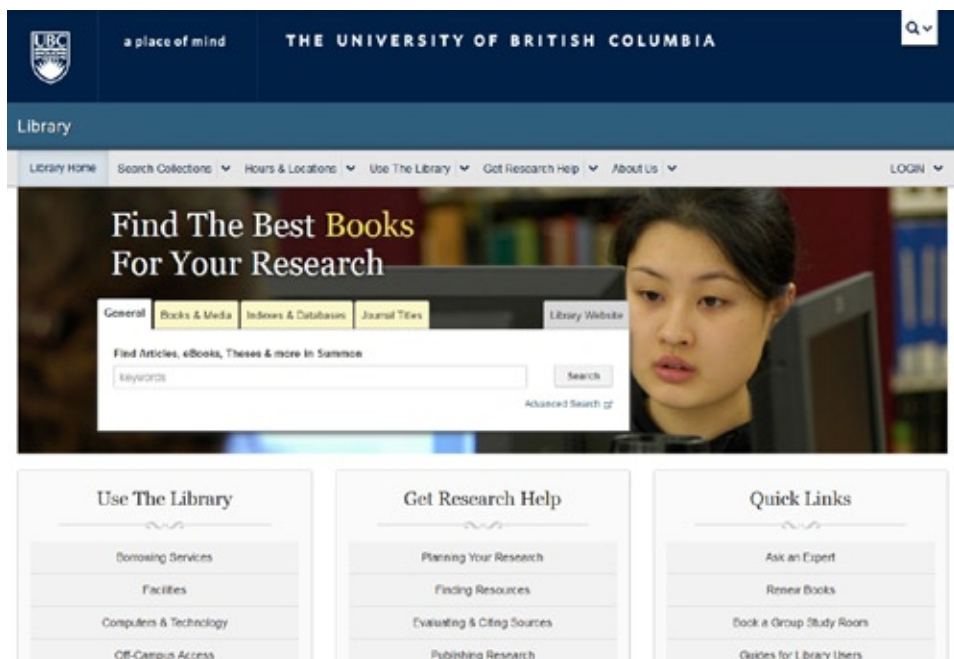 UBC
a place of mind
THE UNIVERSITY OF BRITISH COLUMBIA
Library
Library Home
Search Collections
Hours & Locations
Use The Library
Get Research Help
About Us
LOGIN
Find The Best Books
For Your Research
General
Books & Media
Indexes & Databases
Journal Titles
Library Website
Find Articles, eBooks, Theses & more in Summon
keywords
Search
Advanced Search
Use The Library
Borrowing Services
Facilities
Computers & Technology
Off-Campus Access
Get Research Help
Planning Your Research
Finding Resources
Evaluating & Citing Sources
Publishing Research
Quick Links
Ask an Expert
Renew Books
Book a Group Study Room
Guides for Library Users